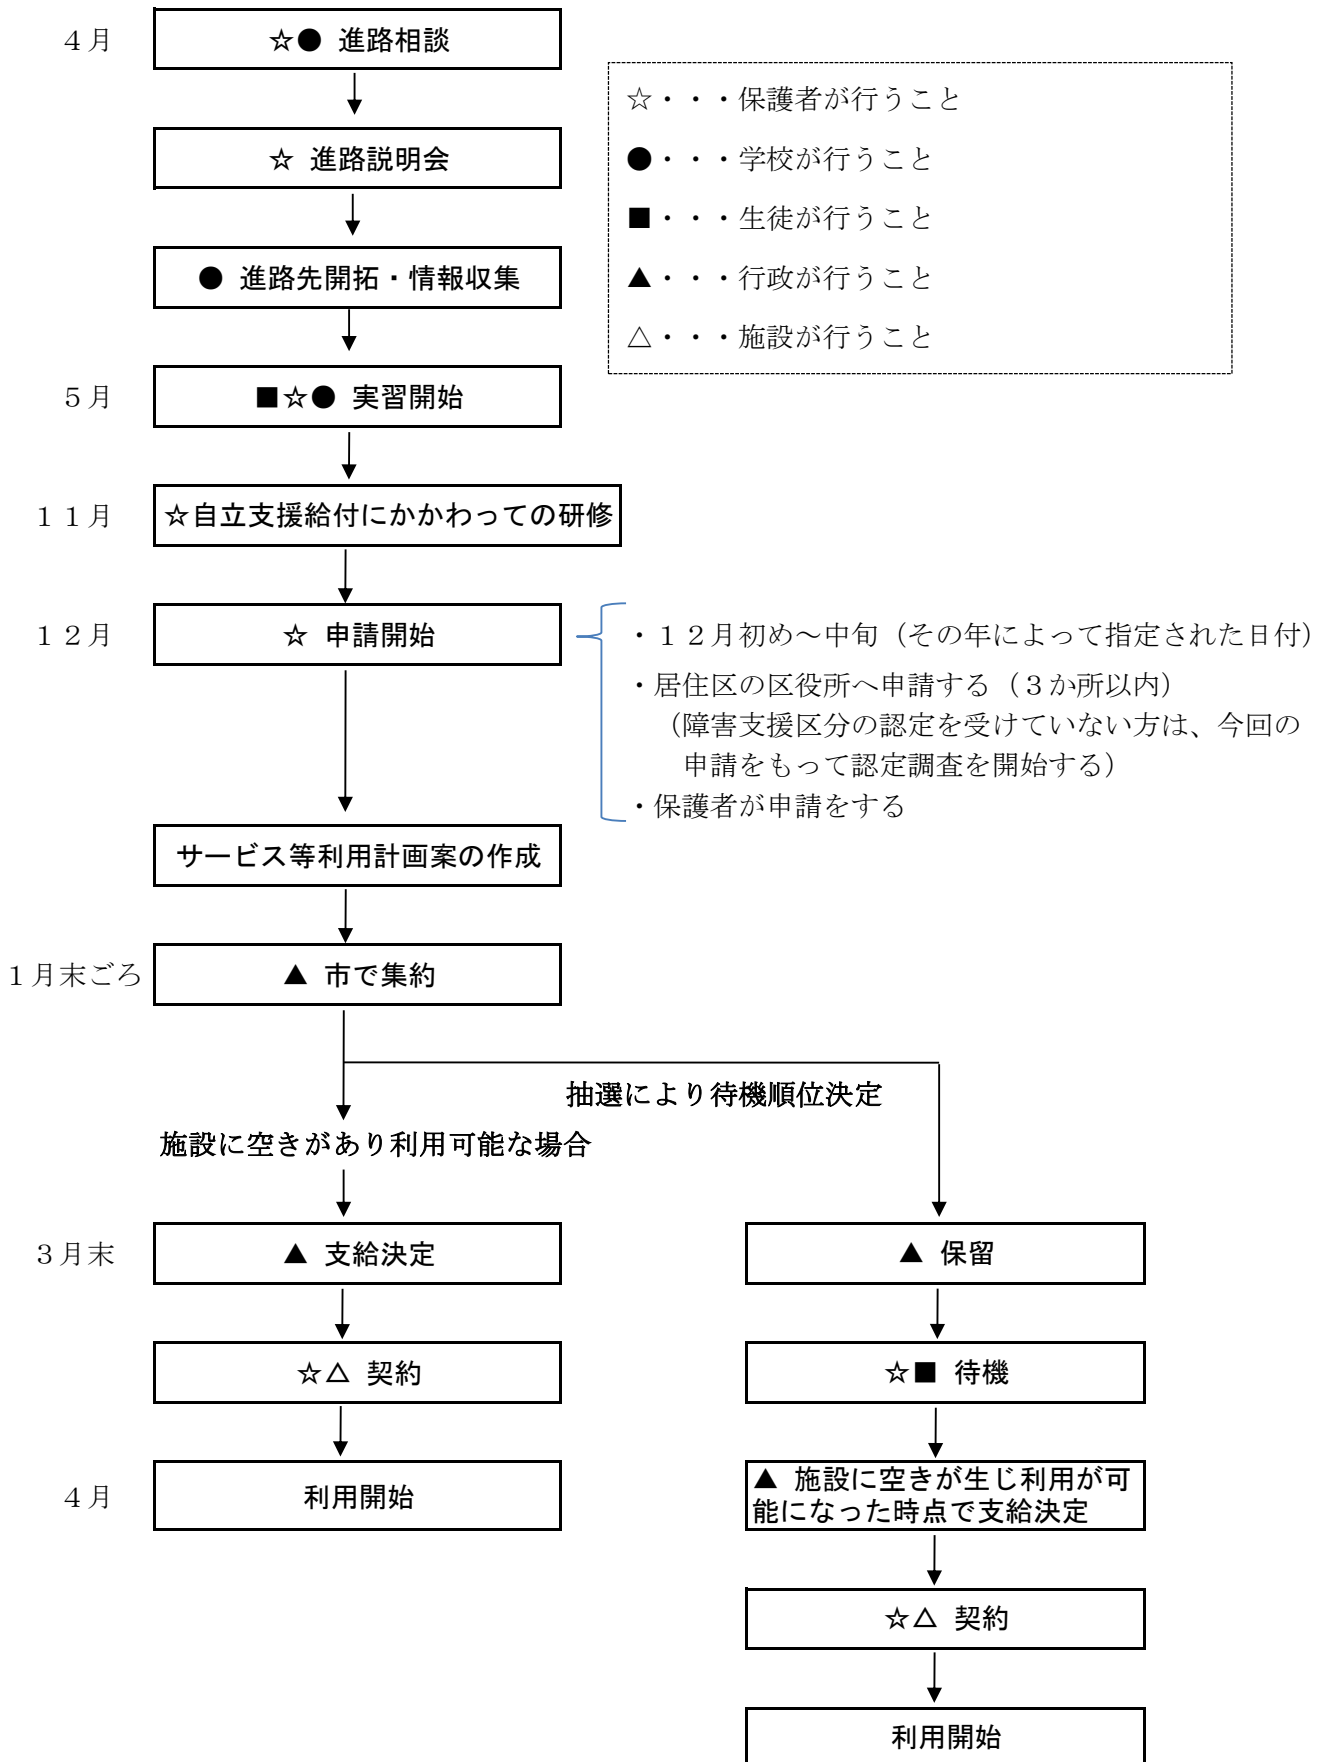 ４月
☆● 進路相談
☆・・・保護者が行うこと
●・・・学校が行うこと
■・・・生徒が行うこと
▲・・・行政が行うこと
△・・・施設が行うこと
☆ 進路説明会
● 進路先開拓・情報収集
５月
■☆● 実習開始
１１月
☆自立支援給付にかかわっての研修
１２月
☆ 申請開始
・１２月初め～中旬（その年によって指定された日付）
・居住区の区役所へ申請する（３か所以内）
（障害支援区分の認定を受けていない方は、今回の
申請をもって認定調査を開始する）
・保護者が申請をする
サービス等利用計画案の作成
１月末ごろ
▲ 市で集約
抽選により待機順位決定
施設に空きがあり利用可能な場合
３月末
▲ 支給決定
☆△ 契約
４月
利用開始
▲ 保留
☆■ 待機
▲ 施設に空きが生じ利用が可
能になった時点で支給決定
☆△ 契約
利用開始